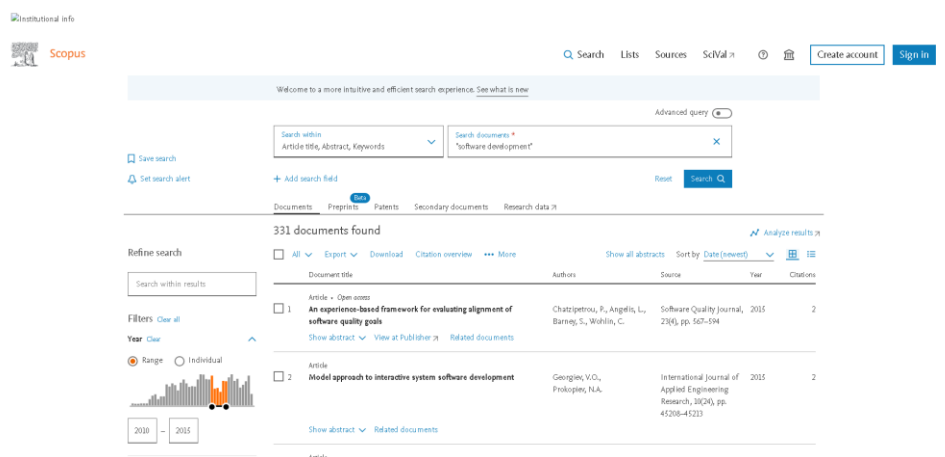 Institutional info
Scopus
Search Lists Sources SciVal
Create account Sign in
Welcome to a more intuitive and efficient search experience. See what is new
Advanced query
Search within
Article title, Abstract, Keywords
Search documents *
"software development"
Save search
Set search alert
+ Add search field
Reset Search
Beta
Documents Preprints Patents Secondary documents Research data
331 documents found
Analyze results
Refine search
All Export Download Citation overview ••• More
Show all abstracts Sort by Date (newest)
Document title Authors Source Year Citations
Search within results
Article • Open access
1 An experience-based framework for evaluating alignment of
software quality goals
Chatzipetrou, P., Angelis, L.,
Barney, S., Wohlin, C.
Software Quality Journal,
23(4), pp. 567–594
2015 2
Show abstract View at Publisher Related documents
Filters Clear all
Year Clear
Range Individual
2010 – 2015
Article
2 Model approach to interactive system software development
Georgiev, V.O.,
Prokopiev, N.A.
International Journal of
Applied Engineering
Research, 10(24), pp.
45208–45213
2015 2
Show abstract Related documents
Article